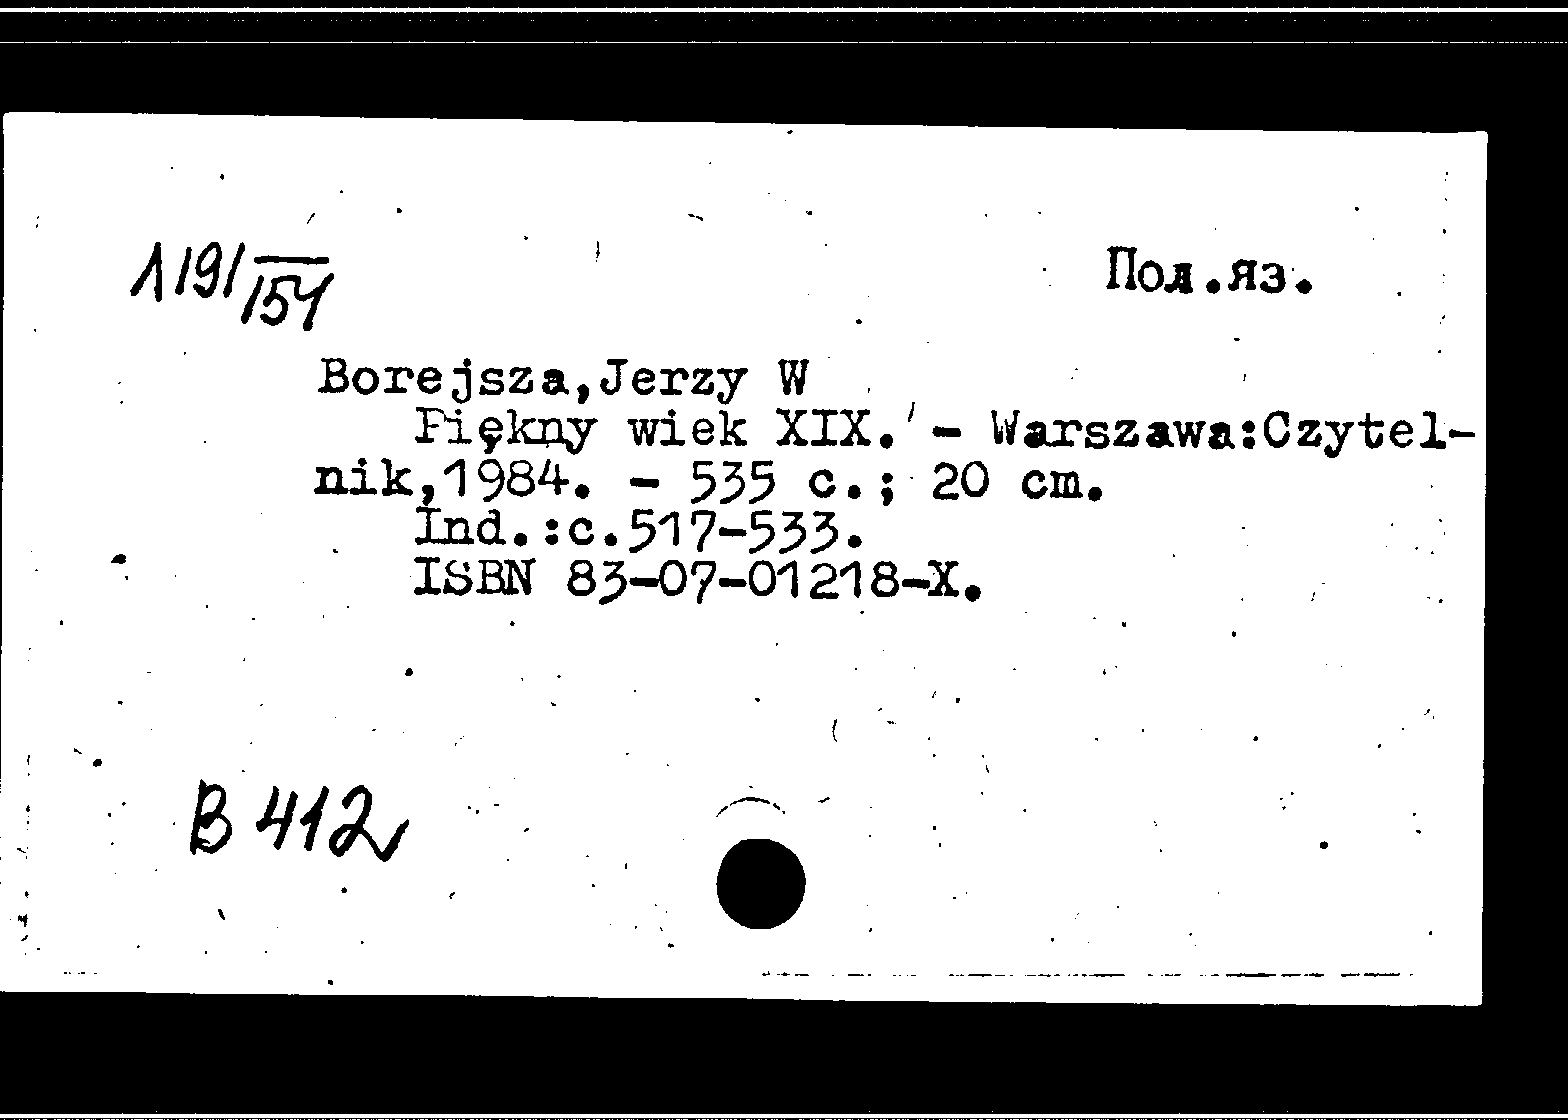 Л 191/154
Пол.яз.
Borejsza,Jerzy W
Piękny wiek XIX. - Warszawa:Czytel-
nik,1984. - 535 с.; 20 cm.
Ind.:с.517-533.
ISBN 83-07-01218-X.
В 412